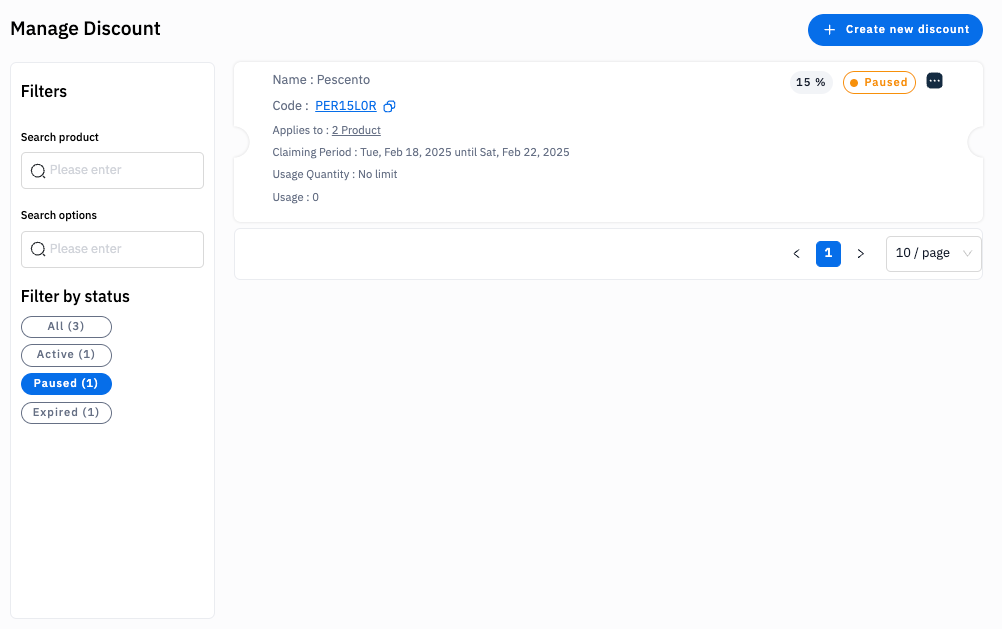 Manage Discount
+ Create new discount
Filters
Search product
Please enter
Search options
Please enter
Filter by status
All (3)
Active (1)
Paused (1)
Expired (1)
Name : Pescento
15 %
Paused
Code : PER15L0R
Applies to : 2 Product
Claiming Period : Tue, Feb 18, 2025 until Sat, Feb 22, 2025
Usage Quantity : No limit
Usage : 0
< 1 > 10 / page